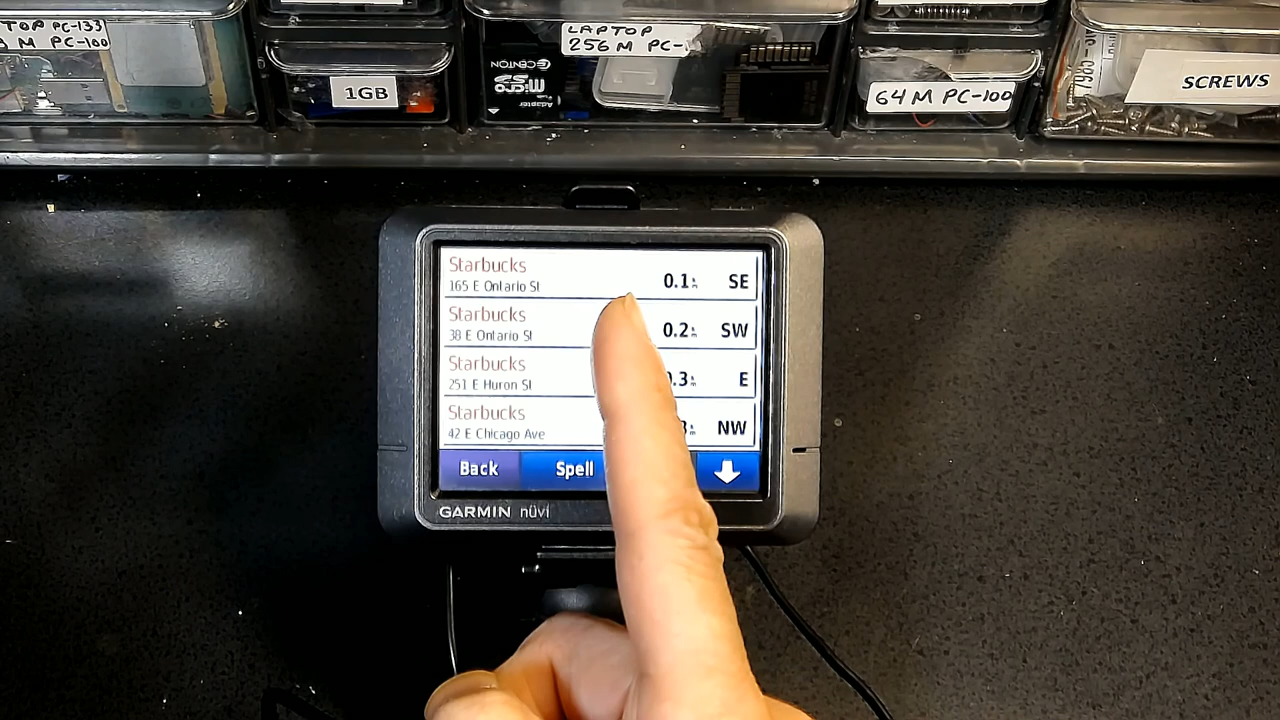 TOP PC-133
M PC-100
1GB
LAPTOP
256 M PC-
CENTON
micro
SD
Adapter
64 M PC-100
SCREWS
Starbucks
165 E Ontario St
0.1 SE
Starbucks
38 E Ontario St
0.2 SW
Starbucks
251 E Huron St
.3 E
Starbucks
42 E Chicago Ave
NW
Back
Spell
GARMIN nüvi